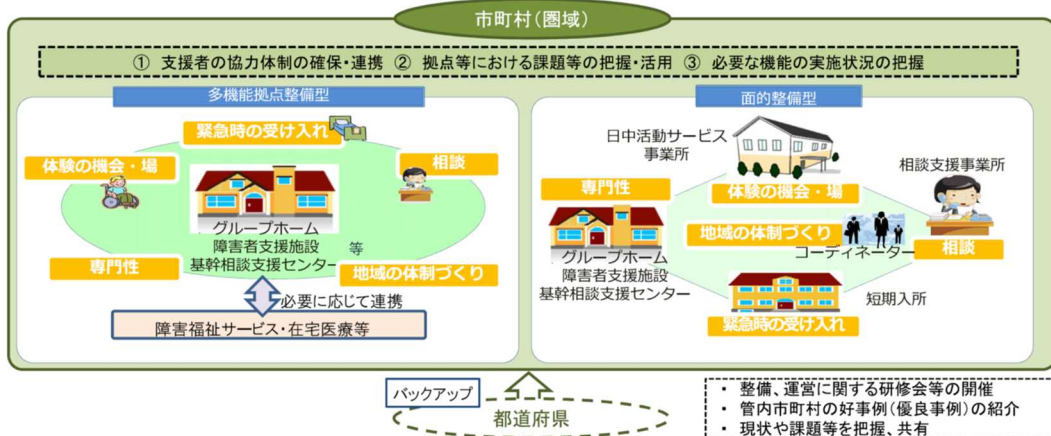 市町村(圏域)
① 支援者の協力体制の確保・連携 ② 拠点等における課題等の把握・活用 ③ 必要な機能の実施状況の把握
多機能拠点整備型
緊急時の受け入れ
体験の機会・場
相談
グループホーム
障害者支援施設 等
基幹相談支援センター
専門性
地域の体制づくり
必要に応じて連携
障害福祉サービス・在宅医療等
面的整備型
日中活動サービス
事業所
相談支援事業所
専門性
体験の機会・場
地域の体制づくり
コーディネーター
相談
グループホーム
障害者支援施設
基幹相談支援センター
短期入所
緊急時の受け入れ
バックアップ
都道府県
・ 整備、運営に関する研修会等の開催
・ 管内市町村の好事例(優良事例)の紹介
・ 現状や課題等を把握、共有